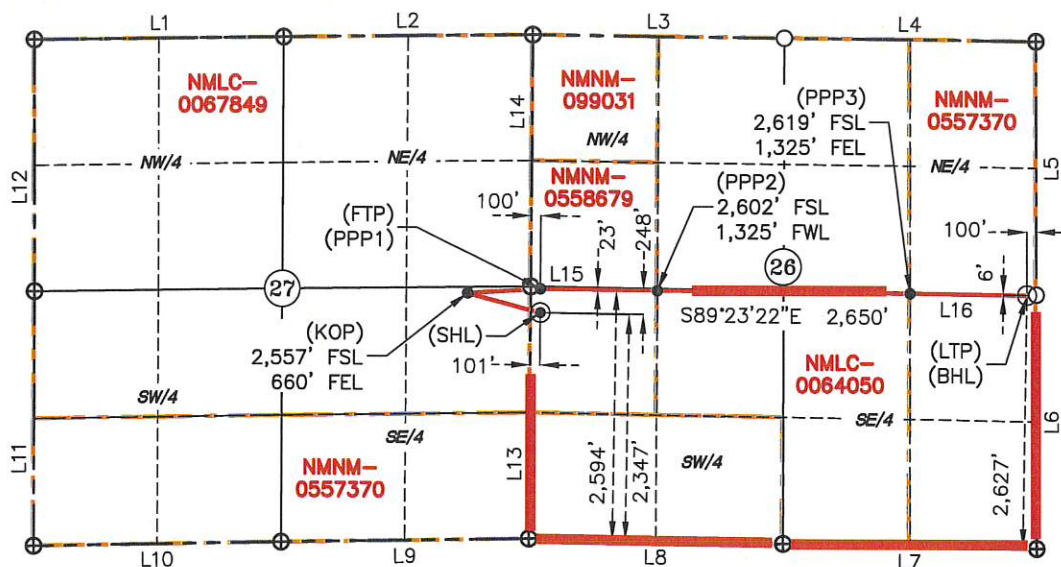 L1
L2
L3
L4
NMLC-
0067849
NMNM-
099031
(PPP3)
2,619' FSL
1,325' FEL
NMNM-
0557370
L14
L12
NW/4
NE/4
NW/4
NE/4
L5
NMNM-
0558679
(PPP2)
2,602' FSL
1,325' FWL
100'
23'
248'
100'
6'
(FTP)
(PPP1)
L15
26
27
S89°23'22"E 2,650'
L16
(KOP)
2,557' FSL
660' FEL
(SHL)
101'
NMLC-
0064050
(LTP)
(BHL)
SW/4
SE/4
SW/4
SE/4
L11
L13
L6
NMNM-
0557370
2,594'
2,347'
2,627'
L10
L9
L8
L7